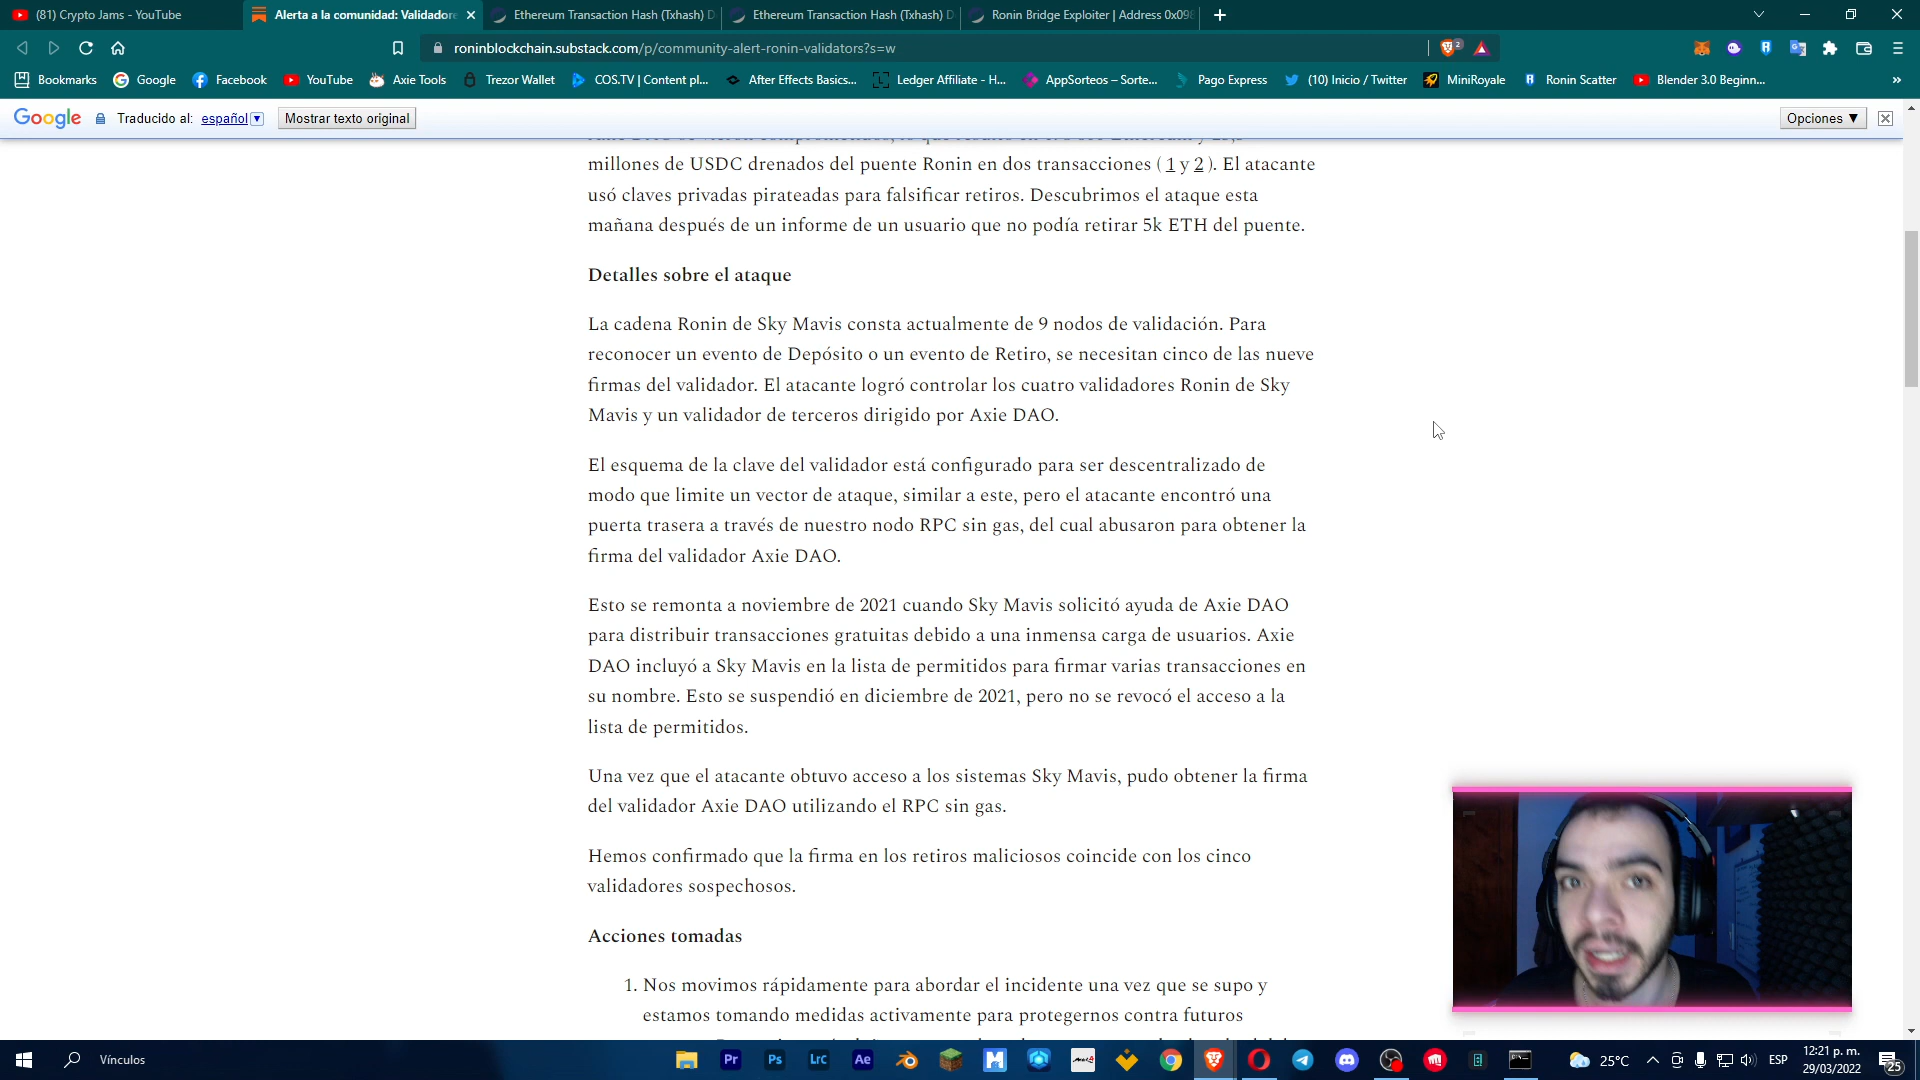 (81) Crypto Jams - YouTube
Alerta a la comunidad: Validadore
Ethereum Transaction Hash (Txhash) D
Ethereum Transaction Hash (Txhash) D
Ronin Bridge Exploiter | Address 0x098
roninblockchain.substack.com/p/community-alert-ronin-validators?s=w
2
Bookmarks
Google
Facebook
YouTube
Axie Tools
Trezor Wallet
COS.TV | Content pl...
After Effects Basics...
Ledger Affiliate - H...
AppSorteos – Sorte...
Pago Express
(10) Inicio / Twitter
MiniRoyale
Ronin Scatter
Blender 3.0 Beginn...
»
Google Traducido al: español Mostrar texto original Opciones ▼
millones de USDC drenados del puente Ronin en dos transacciones ( 1 y 2 ). El atacante
usó claves privadas pirateadas para falsificar retiros. Descubrimos el ataque esta
mañana después de un informe de un usuario que no podía retirar 5k ETH del puente.
Detalles sobre el ataque
La cadena Ronin de Sky Mavis consta actualmente de 9 nodos de validación. Para
reconocer un evento de Depósito o un evento de Retiro, se necesitan cinco de las nueve
firmas del validador. El atacante logró controlar los cuatro validadores Ronin de Sky
Mavis y un validador de terceros dirigido por Axie DAO.
El esquema de la clave del validador está configurado para ser descentralizado de
modo que limite un vector de ataque, similar a este, pero el atacante encontró una
puerta trasera a través de nuestro nodo RPC sin gas, del cual abusaron para obtener la
firma del validador Axie DAO.
Esto se remonta a noviembre de 2021 cuando Sky Mavis solicitó ayuda de Axie DAO
para distribuir transacciones gratuitas debido a una inmensa carga de usuarios. Axie
DAO incluyó a Sky Mavis en la lista de permitidos para firmar varias transacciones en
su nombre. Esto se suspendió en diciembre de 2021, pero no se revocó el acceso a la
lista de permitidos.
Una vez que el atacante obtuvo acceso a los sistemas Sky Mavis, pudo obtener la firma
del validador Axie DAO utilizando el RPC sin gas.
Hemos confirmado que la firma en los retiros maliciosos coincide con los cinco
validadores sospechosos.
Acciones tomadas
1. Nos movimos rápidamente para abordar el incidente una vez que se supo y
estamos tomando medidas activamente para protegernos contra futuros
Vínculos
Pr
Ps
Lrc
Ae
25°C
ESP
12:21 p. m.
29/03/2022
25